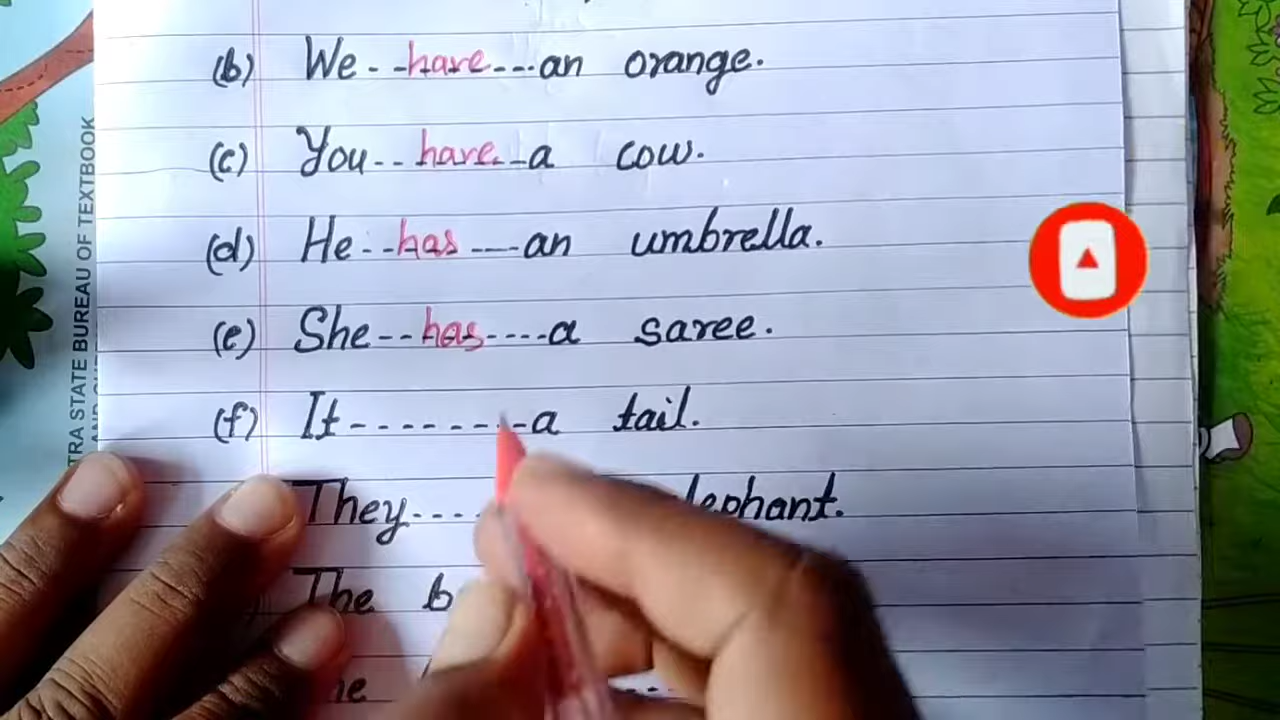 (b) We - -have---an orange.
(c) You-- have--a cow.
(d) He--has----an umbrella.
(e) She--has----a saree.
(f) It--------a tail.
They---- elephant.
The
TRA STATE BUREAU OF TEXTBOOK